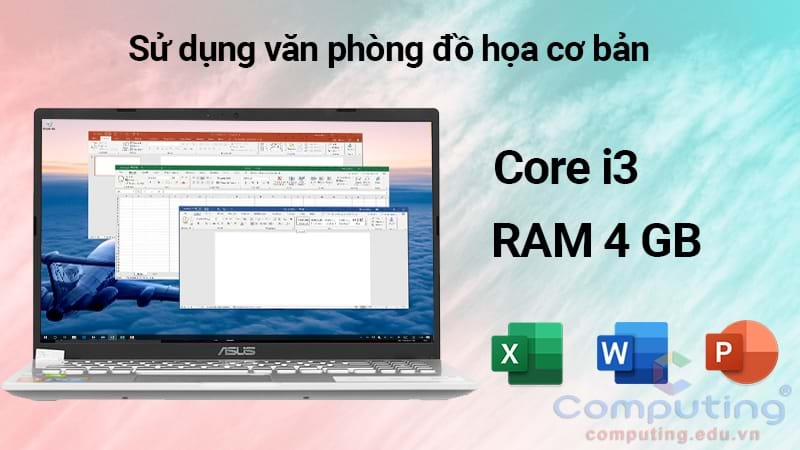 Sử dụng văn phòng đồ họa cơ bản
Core i3
RAM 4 GB
ASUS
X
W
P
Computing®
computing.edu.vn